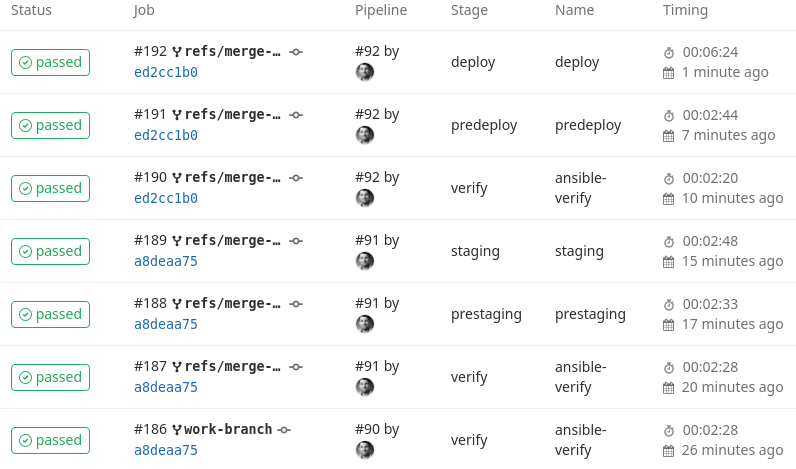 Status Job Pipeline Stage Name Timing
passed #192 refs/merge-… #92 by deploy deploy 00:06:24
ed2cc1b0 1 minute ago
passed #191 refs/merge-… #92 by predeploy predeploy 00:02:44
ed2cc1b0 7 minutes ago
passed #190 refs/merge-… #92 by verify ansible- 00:02:20
ed2cc1b0 verify 10 minutes ago
passed #189 refs/merge-… #91 by staging staging 00:02:48
a8deaa75 15 minutes ago
passed #188 refs/merge-… #91 by prestaging prestaging 00:02:33
a8deaa75 17 minutes ago
passed #187 refs/merge-… #91 by verify ansible- 00:02:28
a8deaa75 verify 20 minutes ago
passed #186 work-branch #90 by verify ansible- 00:02:28
a8deaa75 verify 26 minutes ago